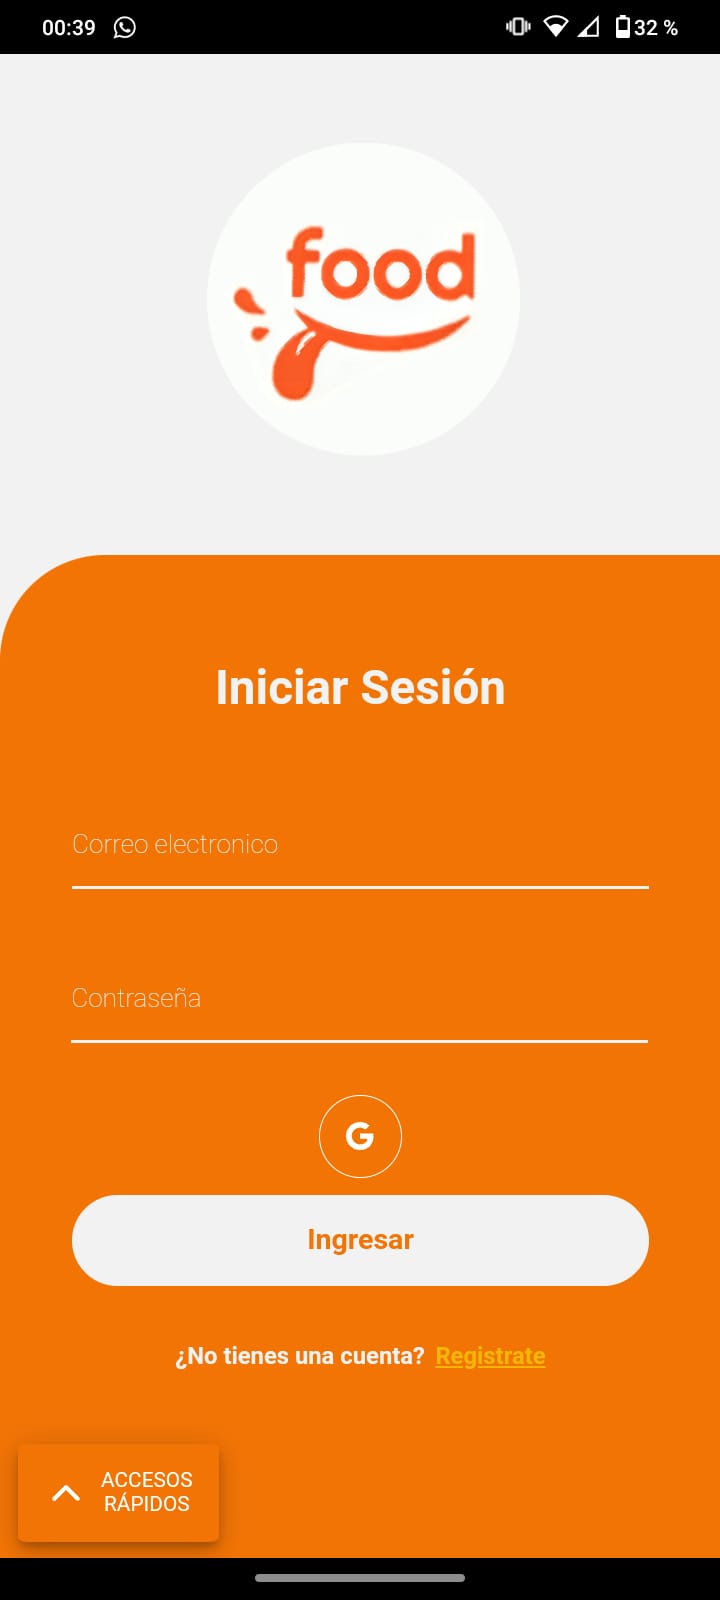 00:39
32 %
food
Iniciar Sesión
Correo electronico
Contraseña
G
Ingresar
¿No tienes una cuenta? Registrate
ACCESOS
RÁPIDOS